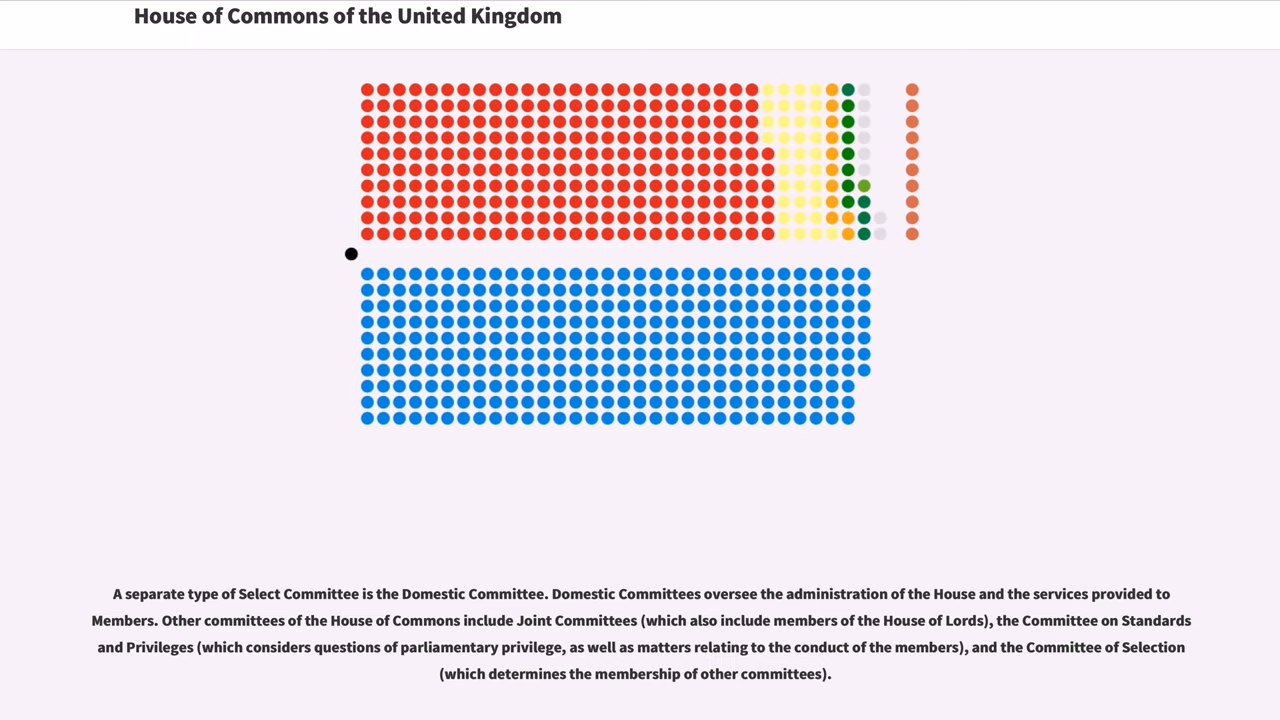 House of Commons of the United Kingdom
A separate type of Select Committee is the Domestic Committee. Domestic Committees oversee the administration of the House and the services provided to
Members. Other committees of the House of Commons include Joint Committees (which also include members of the House of Lords), the Committee on Standards
and Privileges (which considers questions of parliamentary privilege, as well as matters relating to the conduct of the members), and the Committee of Selection
(which determines the membership of other committees).